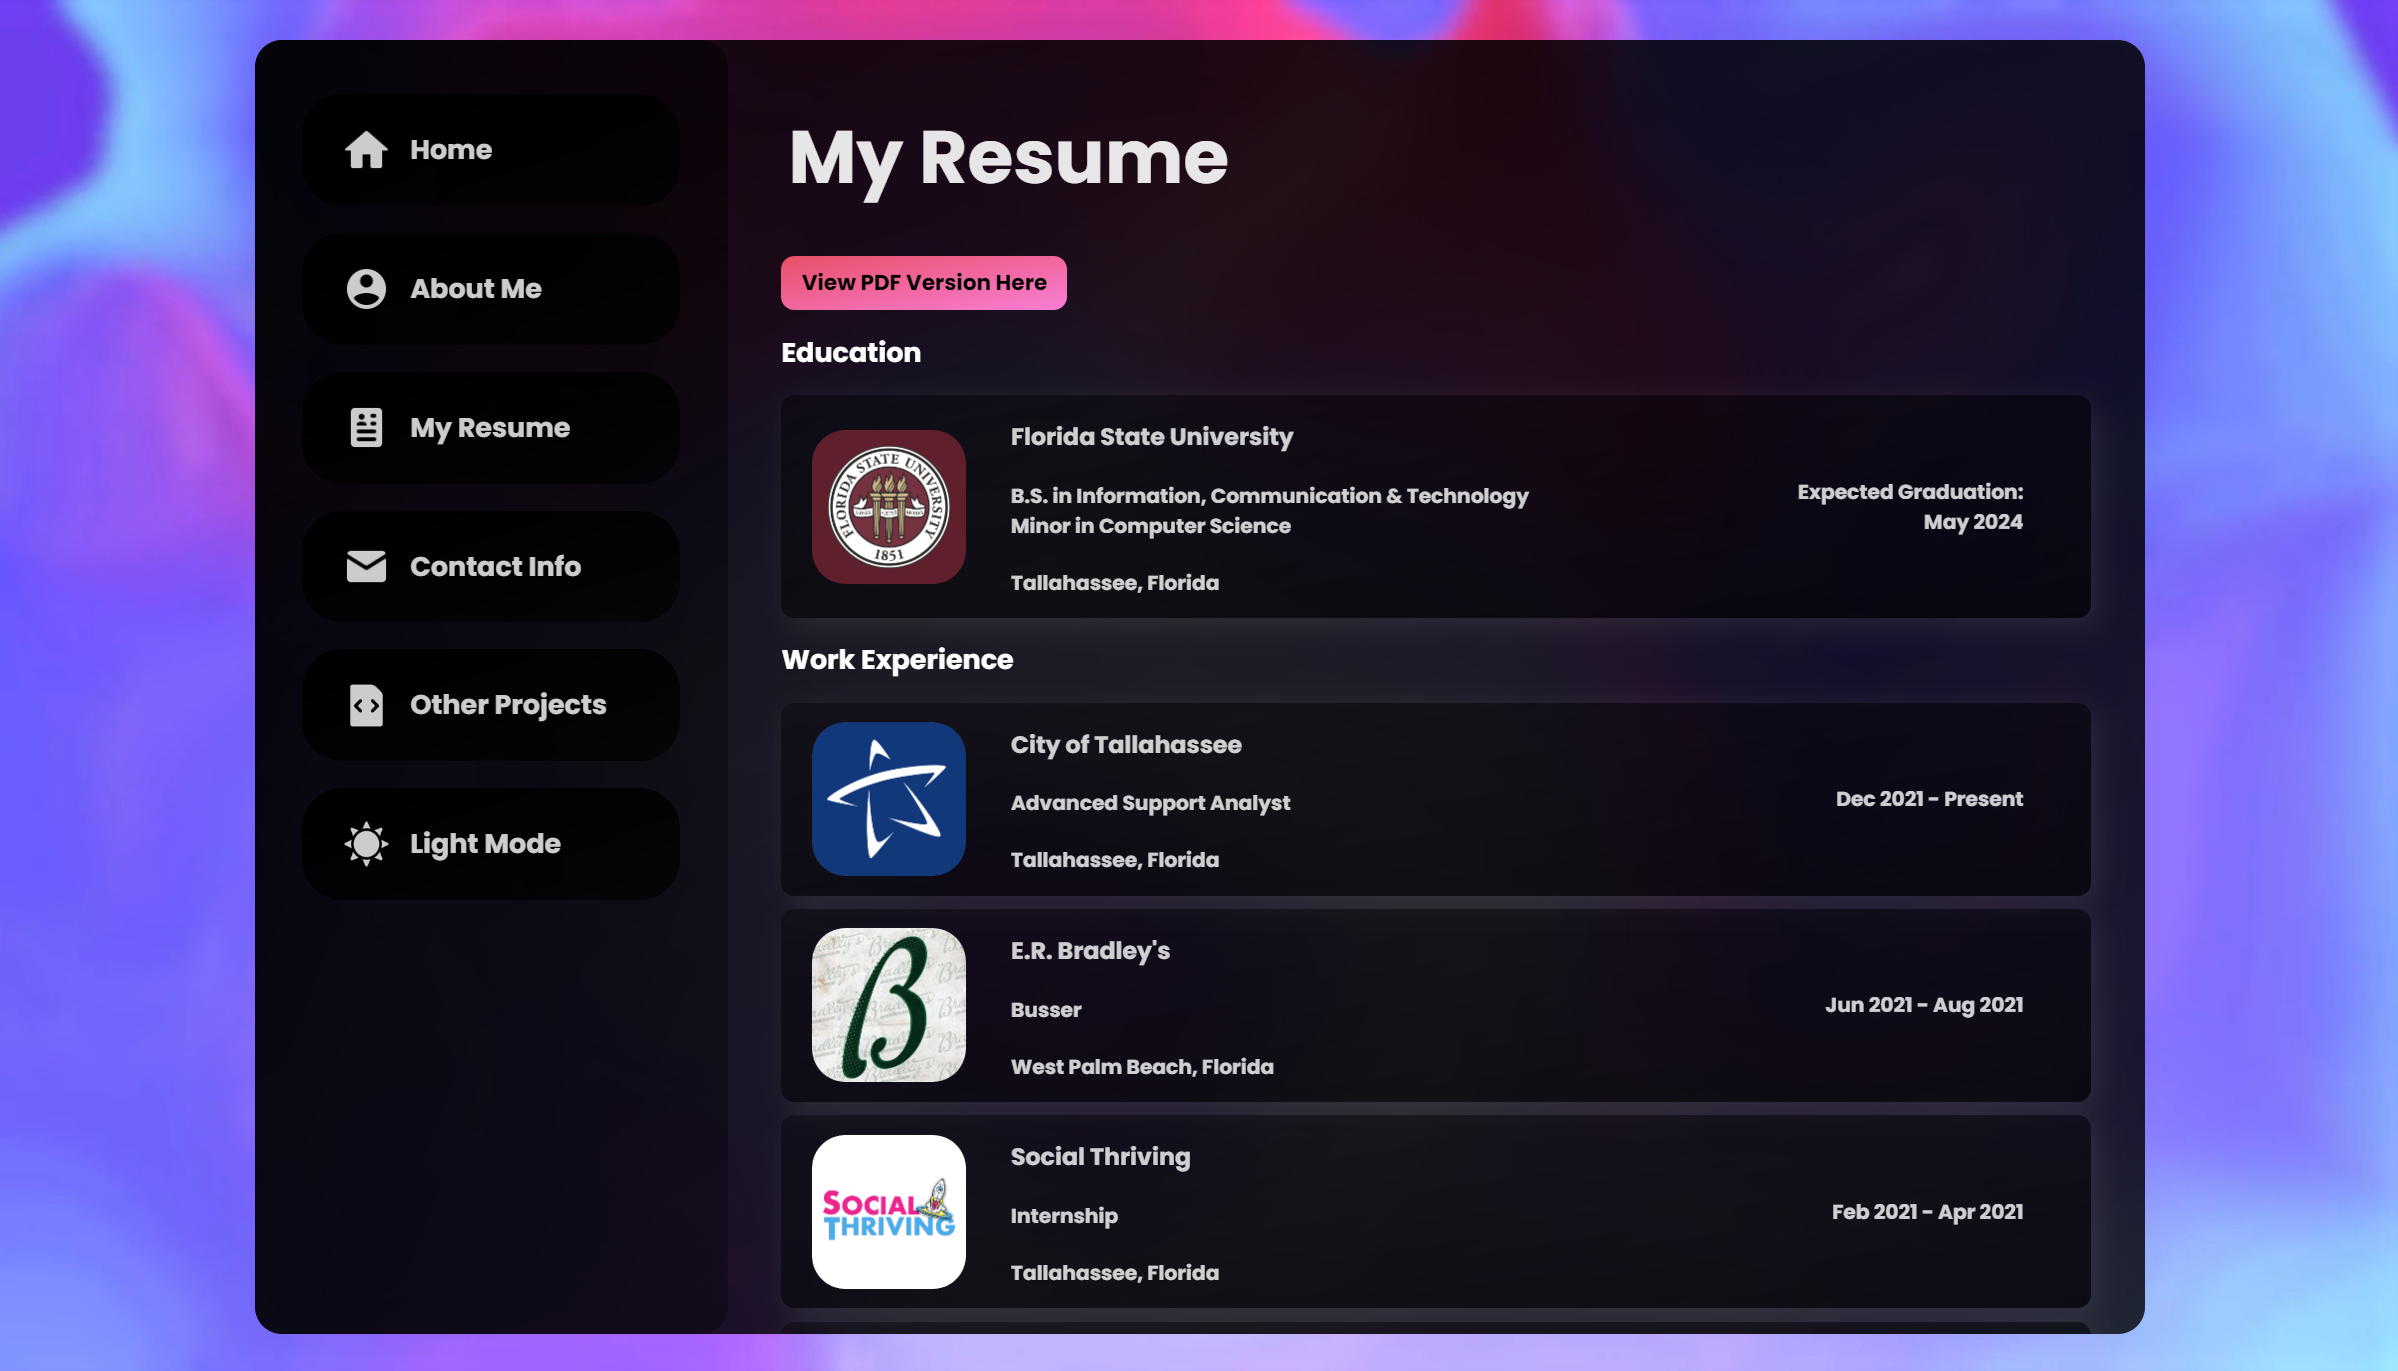 Home
About Me
My Resume
Contact Info
Other Projects
Light Mode
My Resume
View PDF Version Here
Education
FLORIDA STATE UNIVERSITY
1851
Florida State University
B.S. in Information, Communication & Technology
Minor in Computer Science
Tallahassee, Florida
Expected Graduation:
May 2024
Work Experience
City of Tallahassee
Advanced Support Analyst
Tallahassee, Florida
Dec 2021 - Present
B
E.R. Bradley's
Busser
West Palm Beach, Florida
Jun 2021 - Aug 2021
SOCIAL
THRIVING
Social Thriving
Internship
Tallahassee, Florida
Feb 2021 - Apr 2021